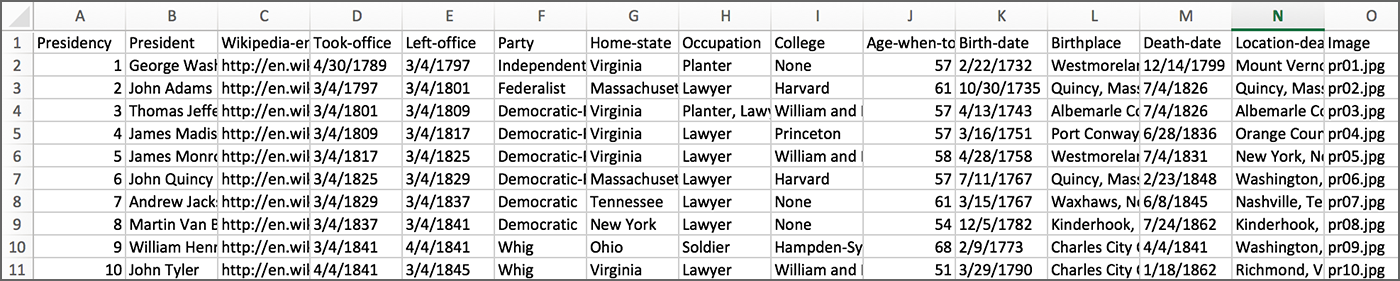 A B C D E F G H I J K L M N O
1 Presidency President Wikipedia-er Took-office Left-office Party Home-state Occupation College Age-when-to Birth-date Birthplace Death-date Location-dea Image
2 1 George Wash http://en.wil 4/30/1789 3/4/1797 Independent Virginia Planter None 57 2/22/1732 Westmorelar 12/14/1799 Mount Verno pr01.jpg
3 2 John Adams http://en.wil 3/4/1797 3/4/1801 Federalist Massachuset Lawyer Harvard 61 10/30/1735 Quincy, Mass 7/4/1826 Quincy, Mass pr02.jpg
4 3 Thomas Jeffe http://en.wil 3/4/1801 3/4/1809 Democratic-I Virginia Planter, Lawy William and I 57 4/13/1743 Albemarle Co 7/4/1826 Albemarle Co pr03.jpg
5 4 James Madis http://en.wil 3/4/1809 3/4/1817 Democratic-I Virginia Lawyer Princeton 57 3/16/1751 Port Conway 6/28/1836 Orange Coun pr04.jpg
6 5 James Monro http://en.wil 3/4/1817 3/4/1825 Democratic-I Virginia Lawyer William and I 58 4/28/1758 Westmorelar 7/4/1831 New York, Ne pr05.jpg
7 6 John Quincy http://en.wil 3/4/1825 3/4/1829 Democratic-I Massachuset Lawyer Harvard 57 7/11/1767 Quincy, Mass 2/23/1848 Washington, pr06.jpg
8 7 Andrew Jack http://en.wil 3/4/1829 3/4/1837 Democratic Tennessee Lawyer None 61 3/15/1767 Waxhaws, No 6/8/1845 Nashville, Te pr07.jpg
9 8 Martin Van B http://en.wil 3/4/1837 3/4/1841 Democratic New York Lawyer None 54 12/5/1782 Kinderhook, 7/24/1862 Kinderhook, pr08.jpg
10 9 William Henr http://en.wil 3/4/1841 4/4/1841 Whig Ohio Soldier Hampden-Sy 68 2/9/1773 Charles City C 4/4/1841 Washington, pr09.jpg
11 10 John Tyler http://en.wil 4/4/1841 3/4/1845 Whig Virginia Lawyer William and I 51 3/29/1790 Charles City C 1/18/1862 Richmond, V pr10.jpg